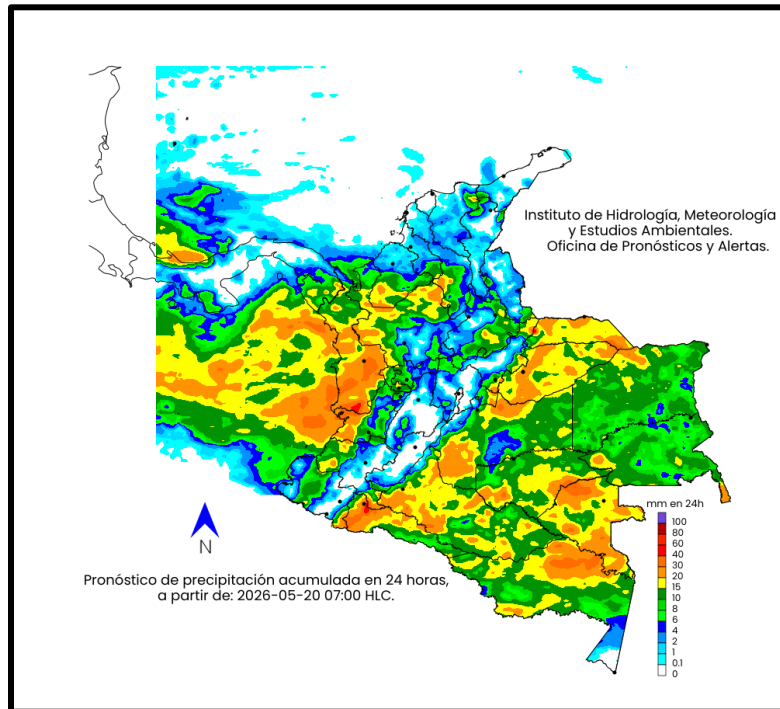 Instituto de Hidrología, Meteorología
y Estudios Ambientales.
Oficina de Pronósticos y Alertas.
mm en 24h
100
80
60
40
30
20
15
10
8
6
4
2
1
0.1
0
N
Pronóstico de precipitación acumulada en 24 horas,
a partir de: 2026-05-20 07:00 HLC.